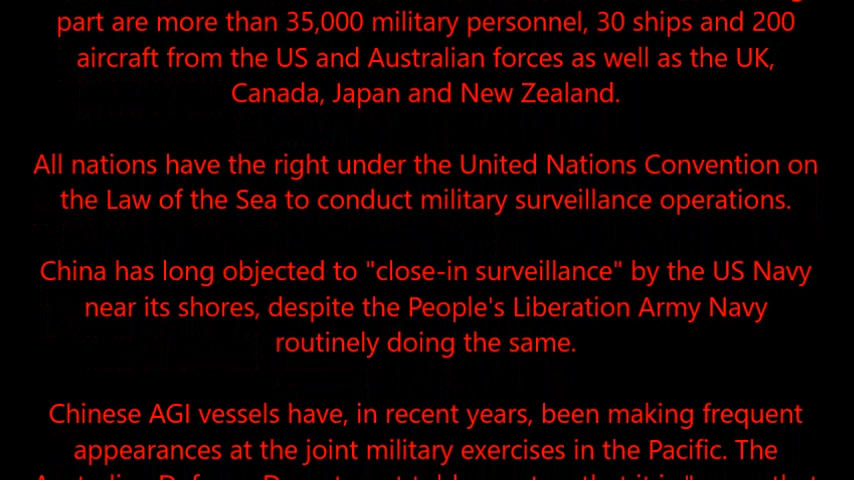 part are more than 35,000 military personnel, 30 ships and 200
aircraft from the US and Australian forces as well as the UK,
Canada, Japan and New Zealand.
All nations have the right under the United Nations Convention on
the Law of the Sea to conduct military surveillance operations.
China has long objected to "close-in surveillance" by the US Navy
near its shores, despite the People's Liberation Army Navy
routinely doing the same.
Chinese AGI vessels have, in recent years, been making frequent
appearances at the joint military exercises in the Pacific. The